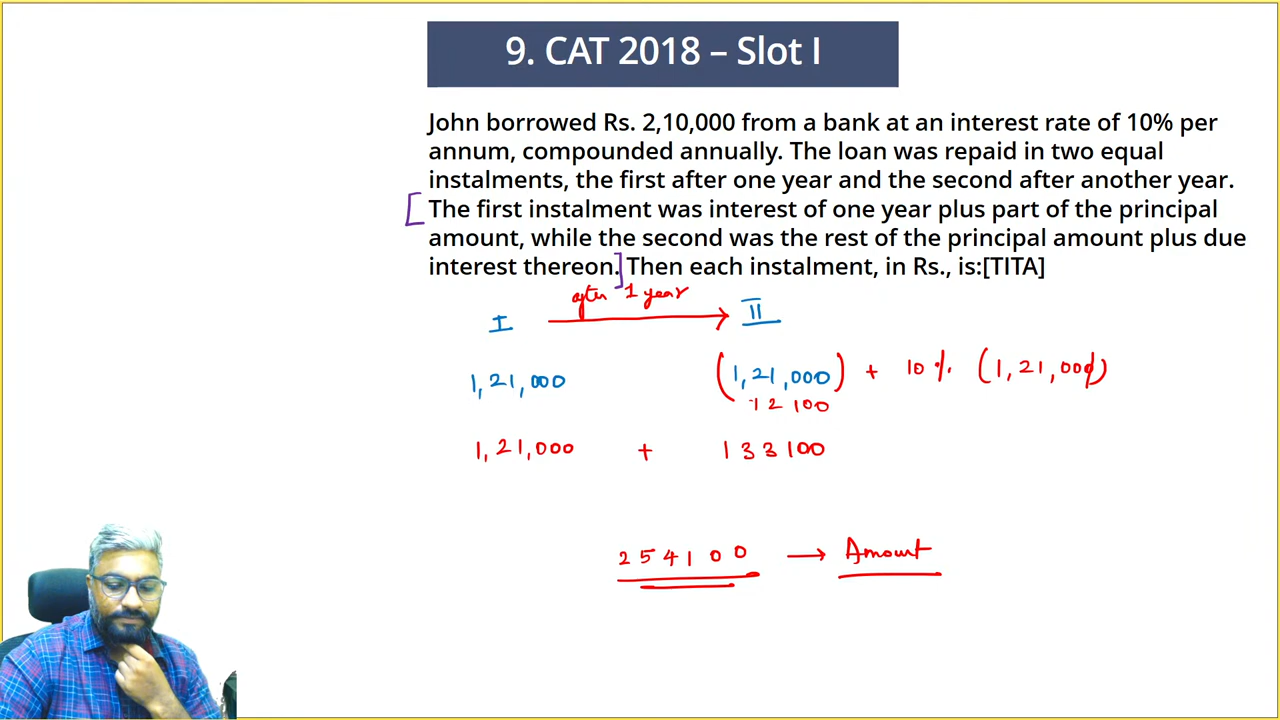 9. CAT 2018 – Slot I
John borrowed Rs. 2,10,000 from a bank at an interest rate of 10% per
annum, compounded annually. The loan was repaid in two equal
instalments, the first after one year and the second after another year.
[The first instalment was interest of one year plus part of the principal
amount, while the second was the rest of the principal amount plus due
interest thereon.] Then each instalment, in Rs., is:[TITA]
after 1 year
I II
1,21,000 (1,21,000) + 10% (1,21,000)
12100
1,21,000 + 133100
254100 → Amount